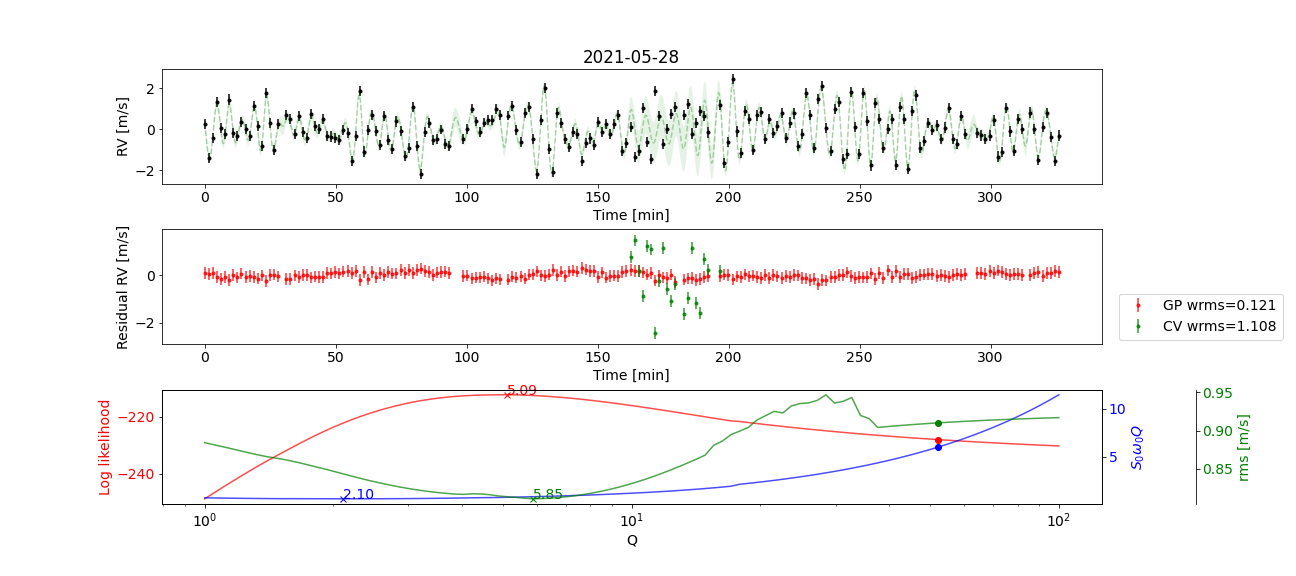 2021-05-28
RV [m/s]
2
0
−2
0 50 100 150 200 250 300
Time [min]
Residual RV [m/s]
0
−2
0 50 100 150 200 250 300
Time [min]
GP wrms=0.121
CV wrms=1.108
Log likelihood
−220
−240
5.09
2.10
5.85
10
5
S₀ω₀Q
0.95
0.90
0.85
rms [m/s]
10⁰ 10¹ 10²
Q